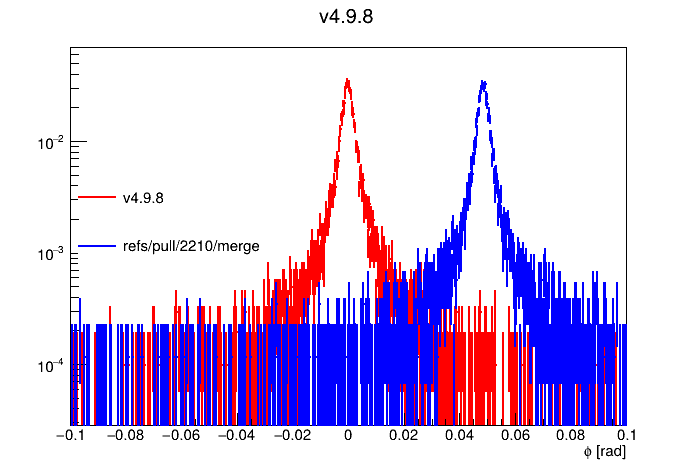 v4.9.8
10⁻²
v4.9.8
refs/pull/2210/merge
10⁻³
10⁻⁴
−0.1 −0.08 −0.06 −0.04 −0.02 0 0.02 0.04 0.06 0.08 0.1
ϕ [rad]